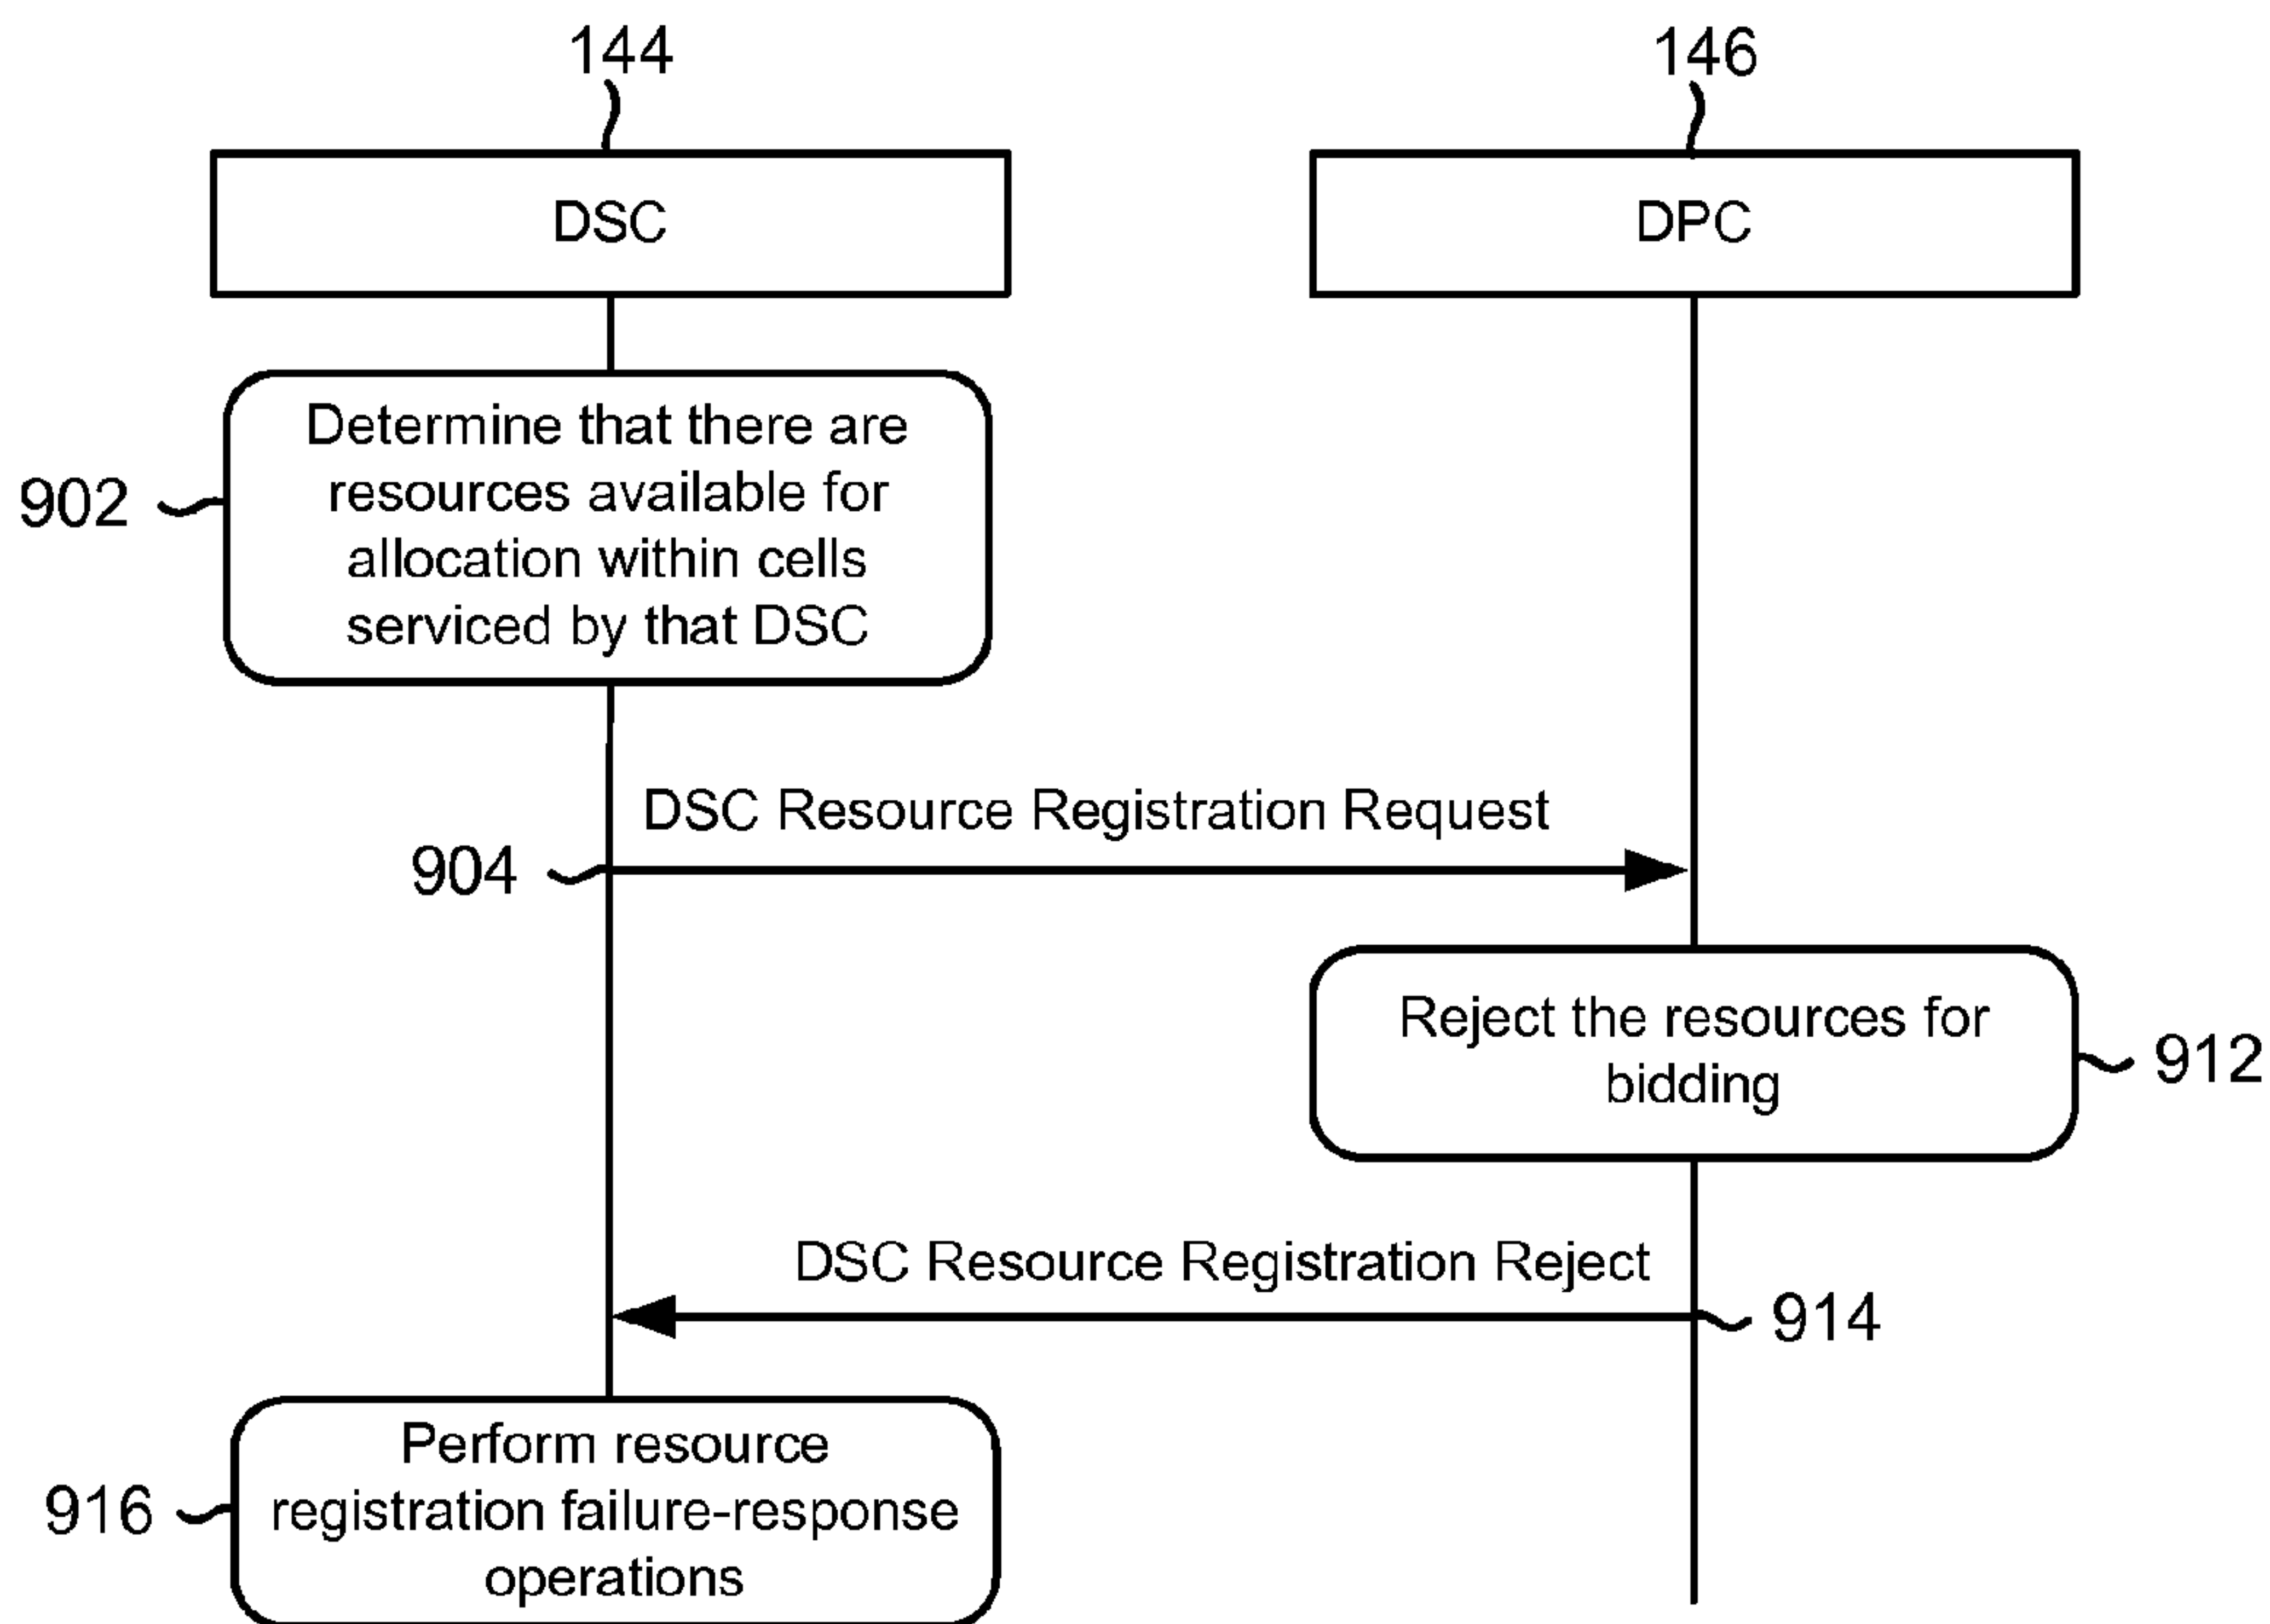 144
146
DSC
DPC
Determine that there are
resources available for
allocation within cells
serviced by that DSC
902
DSC Resource Registration Request
904
Reject the resources for
bidding
912
DSC Resource Registration Reject
914
Perform resource
registration failure-response
operations
916